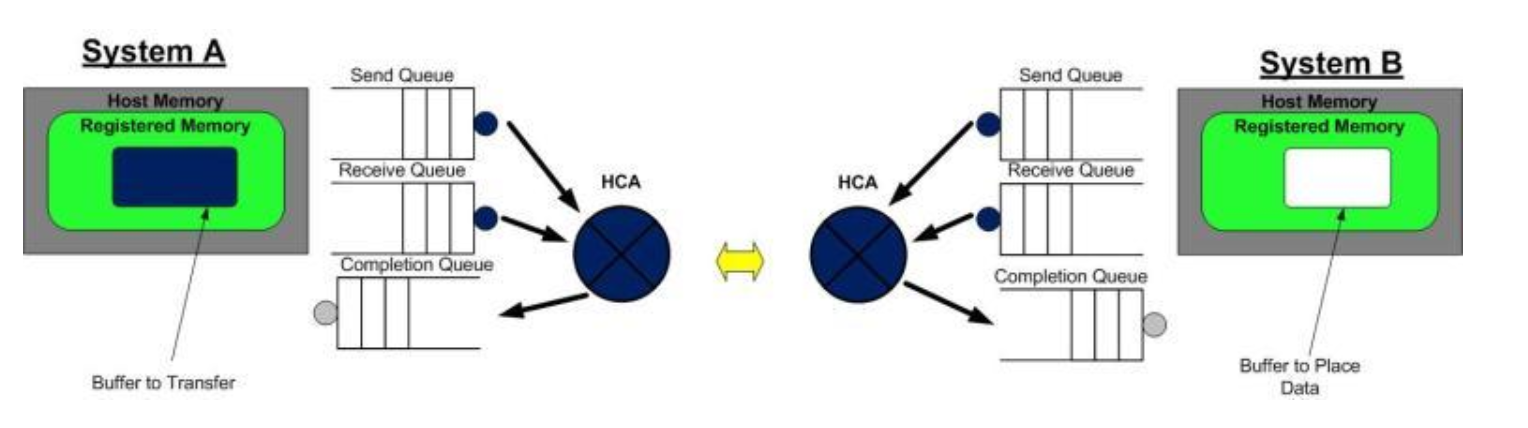 System A
Host Memory
Registered Memory
Buffer to Transfer
Send Queue
Receive Queue
Completion Queue
HCA
HCA
Send Queue
Receive Queue
Completion Queue
System B
Host Memory
Registered Memory
Buffer to Place
Data